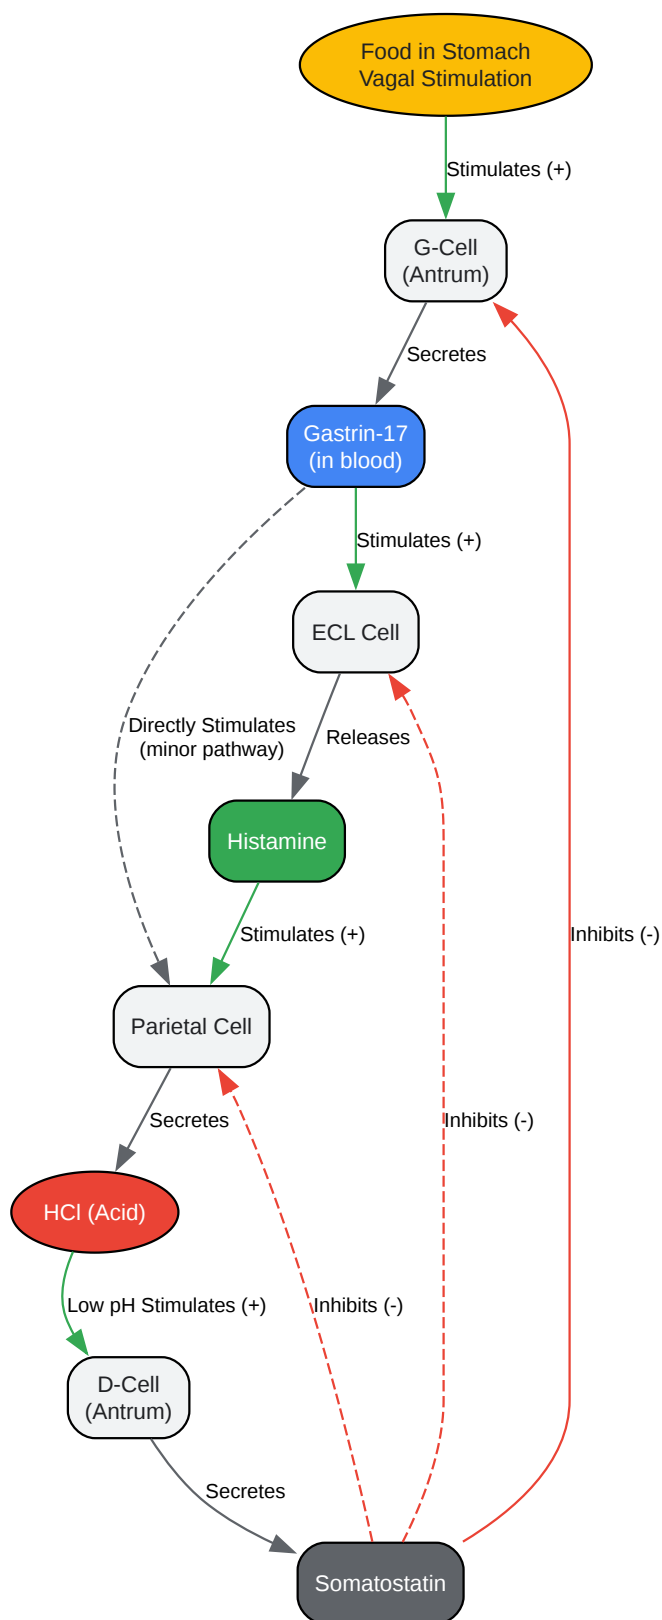 Food in Stomach
Vagal Stimulation
Stimulates (+)
G-Cell
(Antrum)
Secretes
Gastrin-17
(in blood)
Stimulates (+)
ECL Cell
Directly Stimulates
(minor pathway)
Releases
Histamine
Stimulates (+)
Inhibits (-)
Parietal Cell
Secretes
Inhibits (-)
HCl (Acid)
Low pH Stimulates (+)
Inhibits (-)
D-Cell
(Antrum)
Secretes
Somatostatin